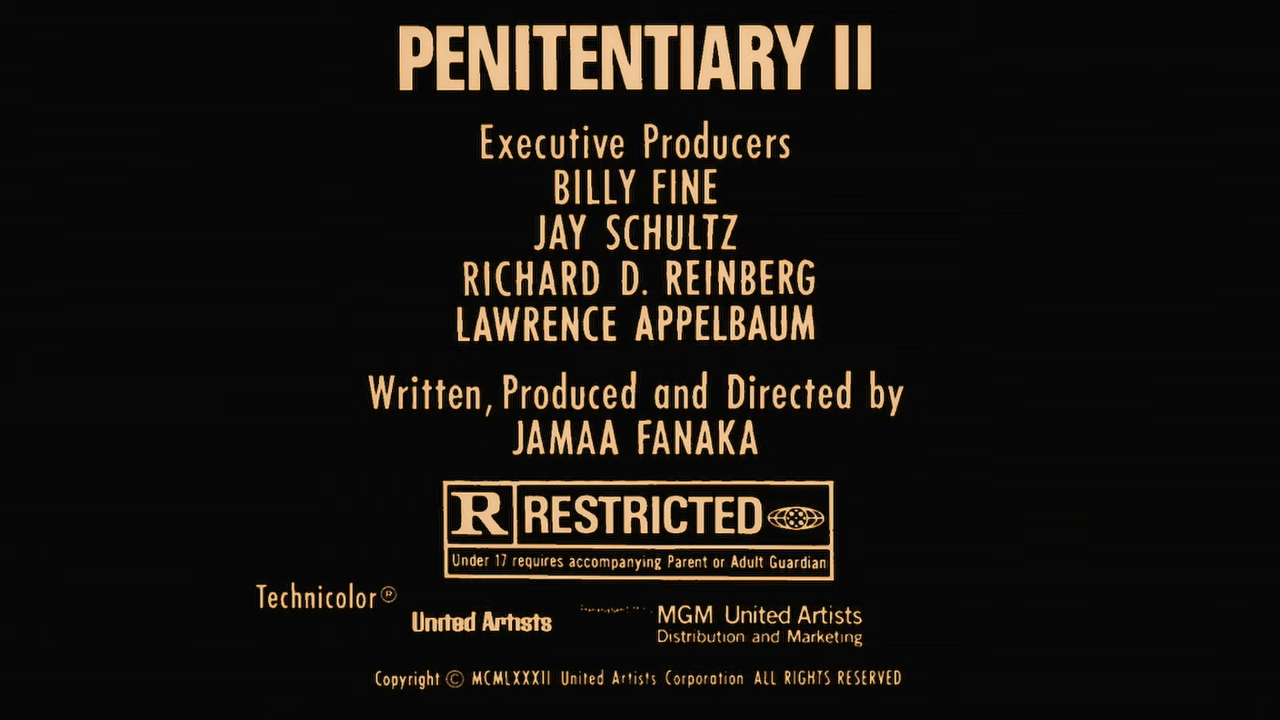 PENITENTIARY II
Executive Producers
BILLY FINE
JAY SCHULTZ
RICHARD D. REINBERG
LAWRENCE APPELBAUM
Written, Produced and Directed by
JAMAA FANAKA
R RESTRICTED
Under 17 requires accompanying Parent or Adult Guardian
Technicolor®
United Artists
MGM United Artists
Distribution and Marketing
Copyright © MCMLXXXII United Artists Corporation ALL RIGHTS RESERVED